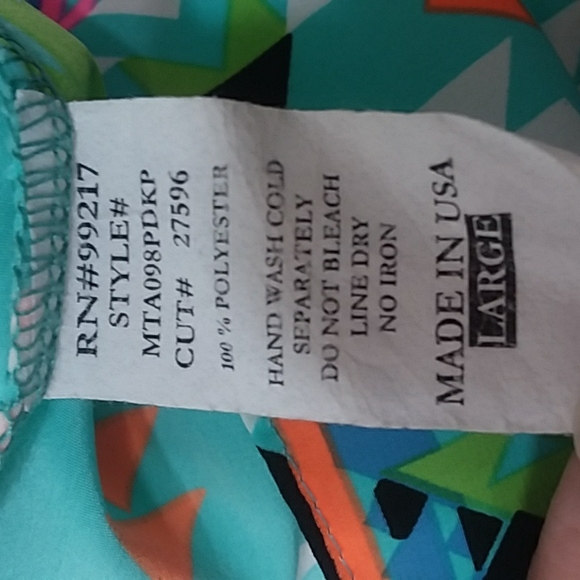 RN#99217
STYLE#
MTA098PDKP
CUT# 27596
100 % POLYESTER
HAND WASH COLD
SEPARATELY
DO NOT BLEACH
LINE DRY
NO IRON
MADE IN USA
LARGE